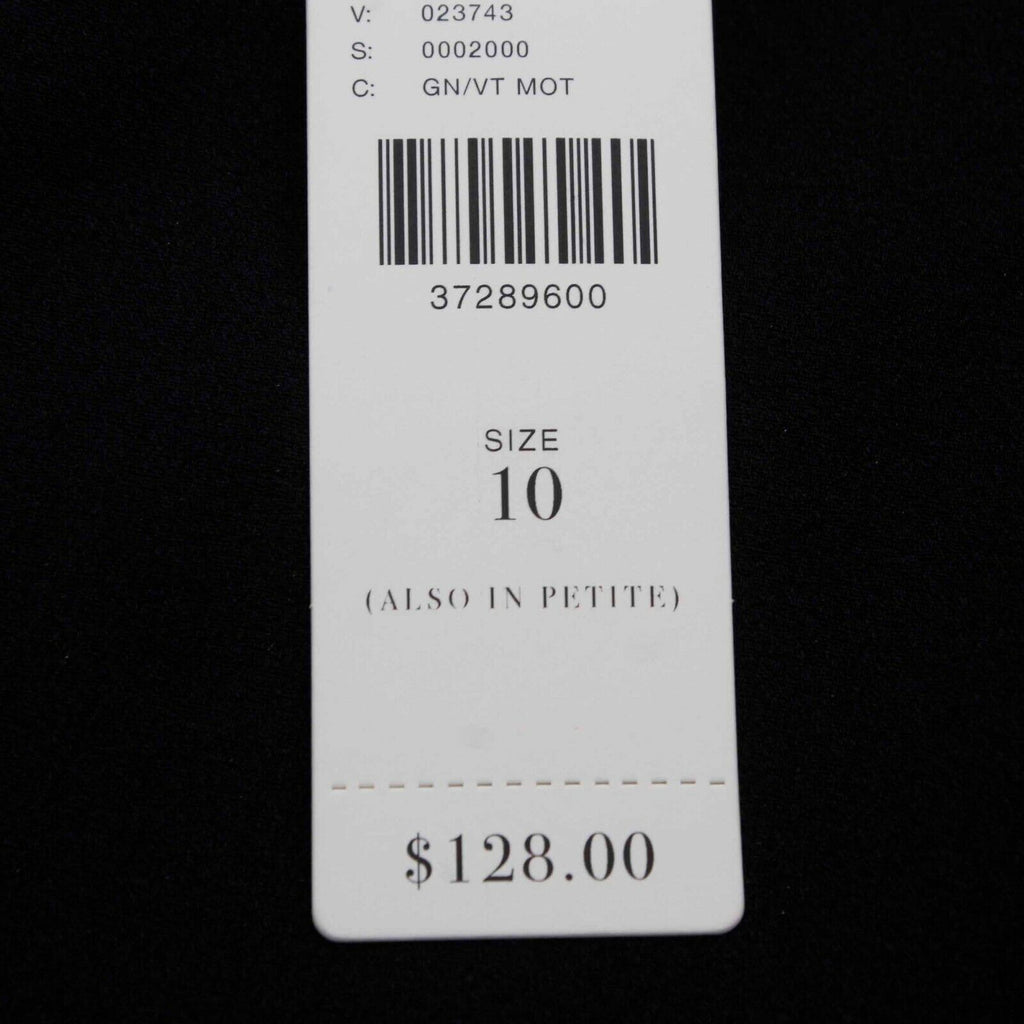 V: 023743
S: 0002000
C: GN/VT MOT
37289600
SIZE
10
(ALSO IN PETITE)
$128.00